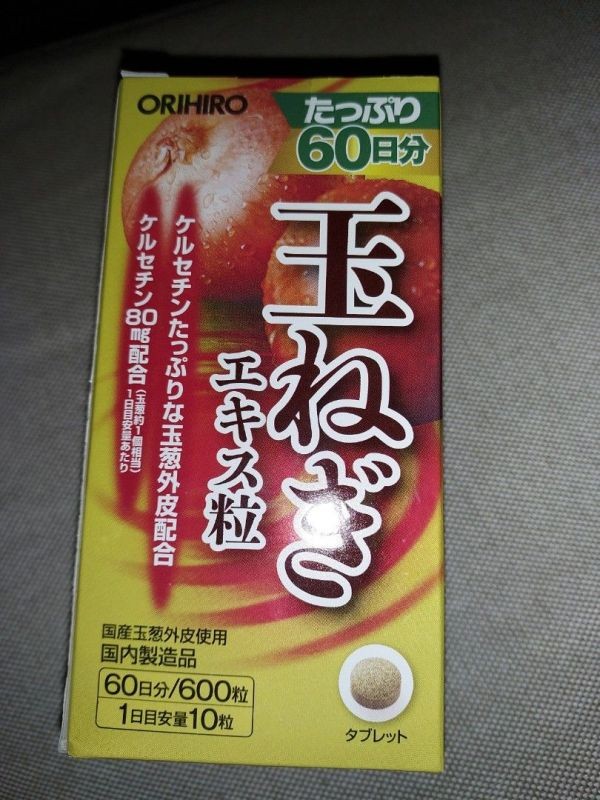 ORIHIRO
たっぷり
60日分
玉ねぎ
エキス粒
ケルセチンたっぷりな玉葱外皮配合
ケルセチン80mg配合(玉葱約1個相当)
1日目安量あたり
国産玉葱外皮使用
国内製造品
60日分/600粒
1日目安量10粒
タブレット